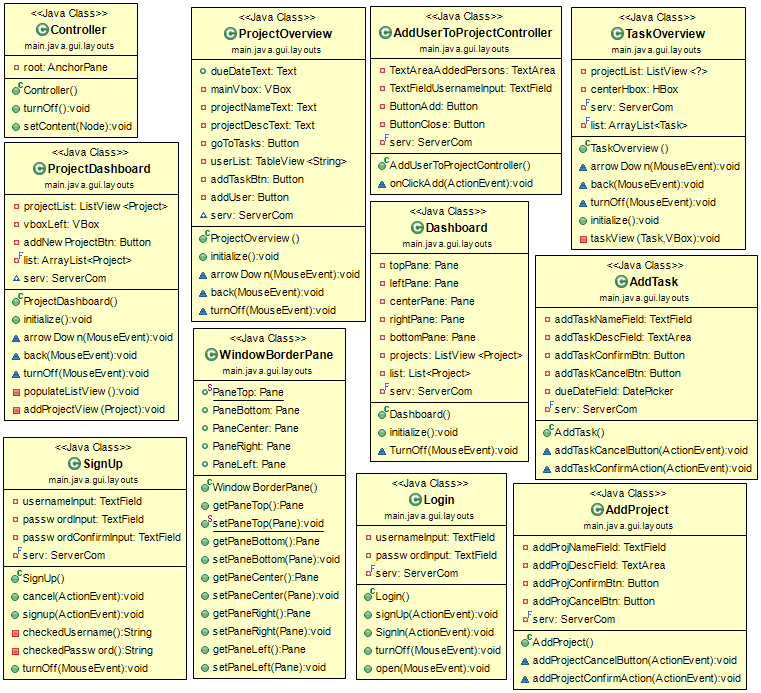 <<Java Class>>
Controller
main.java.gui.layouts
root: AnchorPane
Controller()
turnOff():void
setContent(Node):void
<<Java Class>>
ProjectDashboard
main.java.gui.layouts
projectList: ListView<Project>
vboxLeft: VBox
addNewProjectBtn: Button
list: ArrayList<Project>
serv: ServerCom
ProjectDashboard()
initialize():void
arrowDown(MouseEvent):void
back(MouseEvent):void
turnOff(MouseEvent):void
populateListView():void
addProjectView(Project):void
<<Java Class>>
SignUp
main.java.gui.layouts
usernameInput: TextField
passwordInput: TextField
passwordConfirmInput: TextField
serv: ServerCom
SignUp()
cancel(ActionEvent):void
signup(ActionEvent):void
checkedUsername():String
checkedPassword():String
turnOff(MouseEvent):void
<<Java Class>>
ProjectOverview
main.java.gui.layouts
dueDateText: Text
mainVbox: VBox
projectNameText: Text
projectDescText: Text
goToTasks: Button
userList: TableView<String>
addTaskBtn: Button
addUser: Button
serv: ServerCom
ProjectOverview()
initialize():void
arrowDown(MouseEvent):void
back(MouseEvent):void
turnOff(MouseEvent):void
<<Java Class>>
WindowBorderPane
main.java.gui.layouts
PaneTop: Pane
PaneBottom: Pane
PaneCenter: Pane
PaneRight: Pane
PaneLeft: Pane
WindowBorderPane()
getPaneTop():Pane
setPaneTop(Pane):void
getPaneBottom():Pane
setPaneBottom(Pane):void
getPaneCenter():Pane
setPaneCenter(Pane):void
getPaneRight():Pane
setPaneRight(Pane):void
getPaneLeft():Pane
setPaneLeft(Pane):void
<<Java Class>>
AddUserToProjectController
main.java.gui.layouts
TextAreaAddedPersons: TextArea
TextFieldUsernameInput: TextField
ButtonAdd: Button
ButtonClose: Button
serv: ServerCom
AddUserToProjectController()
onClickAdd(ActionEvent):void
<<Java Class>>
Dashboard
main.java.gui.layouts
topPane: Pane
leftPane: Pane
centerPane: Pane
rightPane: Pane
bottomPane: Pane
projects: ListView<Project>
list: List<Project>
serv: ServerCom
Dashboard()
initialize():void
TurnOff(MouseEvent):void
<<Java Class>>
Login
main.java.gui.layouts
usernameInput: TextField
passwordInput: TextField
serv: ServerCom
Login()
signUp(ActionEvent):void
SignIn(ActionEvent):void
turnOff(MouseEvent):void
open(MouseEvent):void
<<Java Class>>
TaskOverview
main.java.gui.layouts
projectList: ListView<?>
centerHbox: HBox
serv: ServerCom
list: ArrayList<Task>
TaskOverview()
arrowDown(MouseEvent):void
back(MouseEvent):void
turnOff(MouseEvent):void
initialize():void
taskView(Task,VBox):void
<<Java Class>>
AddTask
main.java.gui.layouts
addTaskNameField: TextField
addTaskDescField: TextArea
addTaskConfirmBtn: Button
addTaskCancelBtn: Button
dueDateField: DatePicker
serv: ServerCom
AddTask()
addTaskCancelButton(ActionEvent):void
addTaskConfirmAction(ActionEvent):void
<<Java Class>>
AddProject
main.java.gui.layouts
addProjNameField: TextField
addProjDescField: TextArea
addProjConfirmBtn: Button
addProjCancelBtn: Button
serv: ServerCom
AddProject()
addProjectCancelButton(ActionEvent):void
addProjectConfirmAction(ActionEvent):void